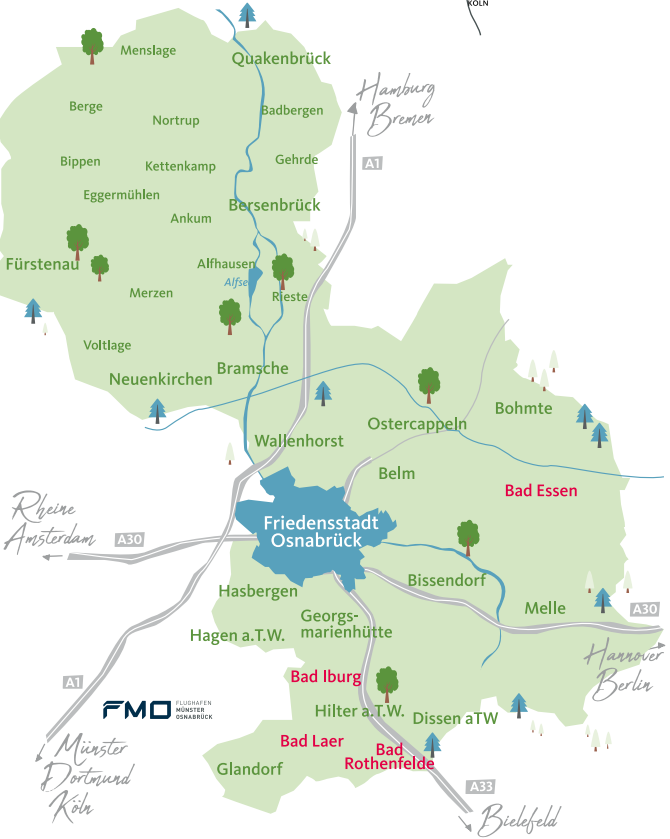 KÖLN
Menslage
Quakenbrück
Hamburg
Bremen
Berge
Nortrup
Badbergen
A1
Bippen
Kettenkamp
Gehrde
Eggermühlen
Ankum
Bersenbrück
Fürstenau
Alfhausen
Alfsee
Merzen
Rieste
Voltlage
Neuenkirchen
Bramsche
Bohmte
Ostercappeln
Wallenhorst
Belm
Bad Essen
Rheine
Amsterdam
A30
Friedensstadt
Osnabrück
Bissendorf
Hasbergen
Melle
A30
Georgs-
marienhütte
Hagen a.T.W.
Hannover
Berlin
A1
Bad Iburg
FMO
FLUGHAFEN
MÜNSTER
OSNABRÜCK
Hilter a.T.W.
Dissen aTW
Bad Laer
Bad
Rothenfelde
Glandorf
Münster
Dortmund
Köln
A33
Bielefeld